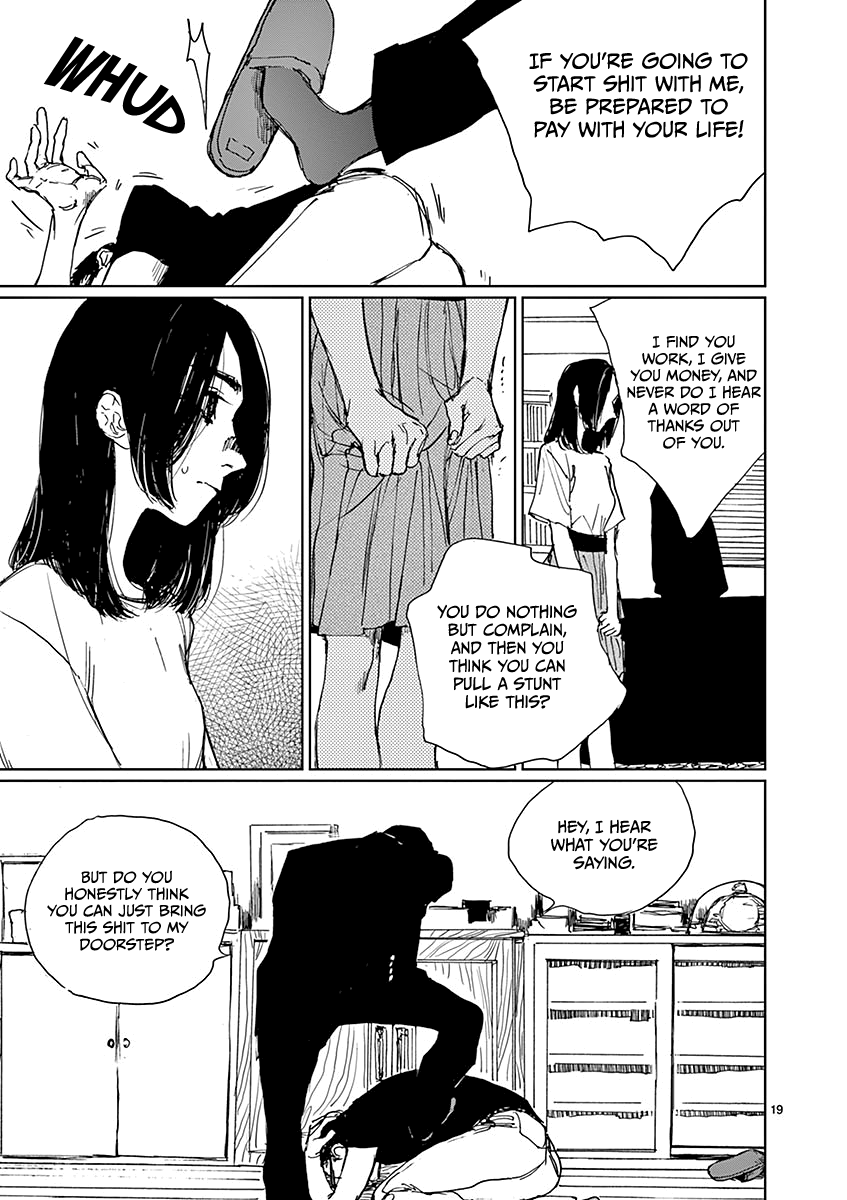 WHUD
IF YOU'RE GOING TO
START SHIT WITH ME,
BE PREPARED TO
PAY WITH YOUR LIFE!
I FIND YOU
WORK, I GIVE
YOU MONEY, AND
NEVER DO I HEAR
A WORD OF
THANKS OUT
OF YOU.
YOU DO NOTHING
BUT COMPLAIN,
AND THEN YOU
THINK YOU CAN
PULL A STUNT
LIKE THIS?
HEY, I HEAR
WHAT YOU'RE
SAYING.
BUT DO YOU
HONESTLY THINK
YOU CAN JUST BRING
THIS SHIT TO MY
DOORSTEP?
19